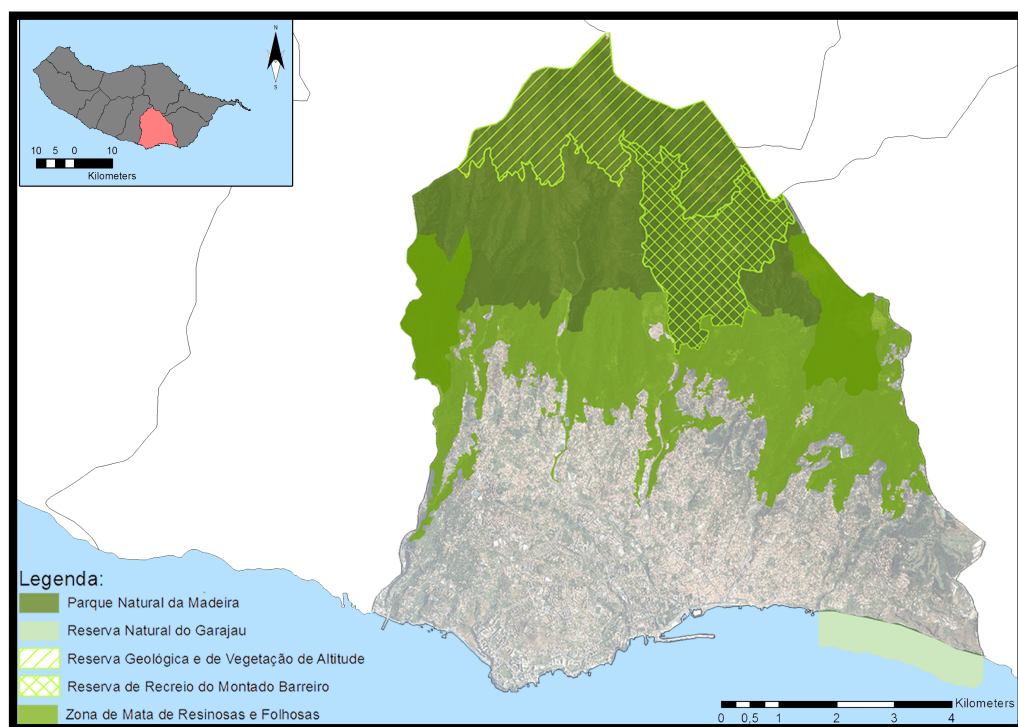 N
S
10 5 0 10
Kilometers
Legenda:
Parque Natural da Madeira
Reserva Natural do Garajau
Reserva Geológica e de Vegetação de Altitude
Reserva de Recreio do Montado Barreiro
Zona de Mata de Resinosas e Folhosas
Kilometers
0 0,5 1 2 3 4